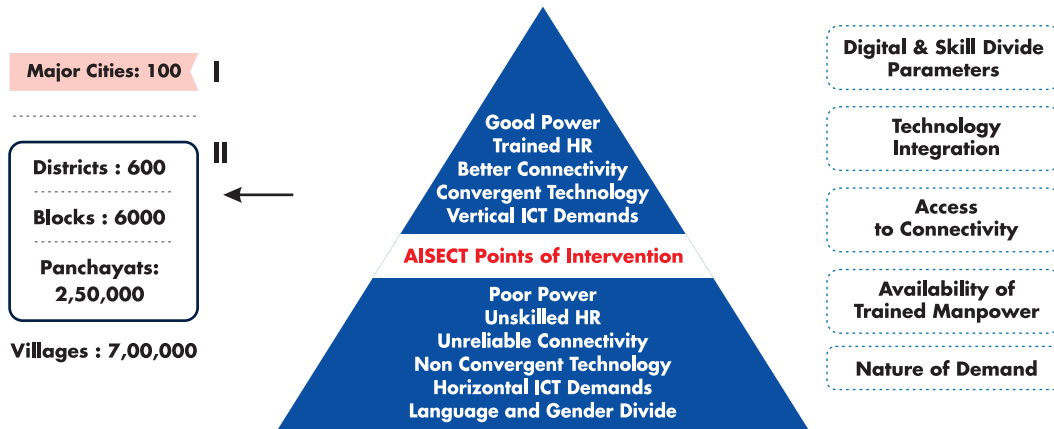 Major Cities: 100
I
II
Districts : 600
Blocks : 6000
Panchayats:
2,50,000
Villages : 7,00,000
Good Power
Trained HR
Better Connectivity
Convergent Technology
Vertical ICT Demands
AISECT Points of Intervention
Poor Power
Unskilled HR
Unreliable Connectivity
Non Convergent Technology
Horizontal ICT Demands
Language and Gender Divide
Digital & Skill Divide
Parameters
Technology
Integration
Access
to Connectivity
Availability of
Trained Manpower
Nature of Demand